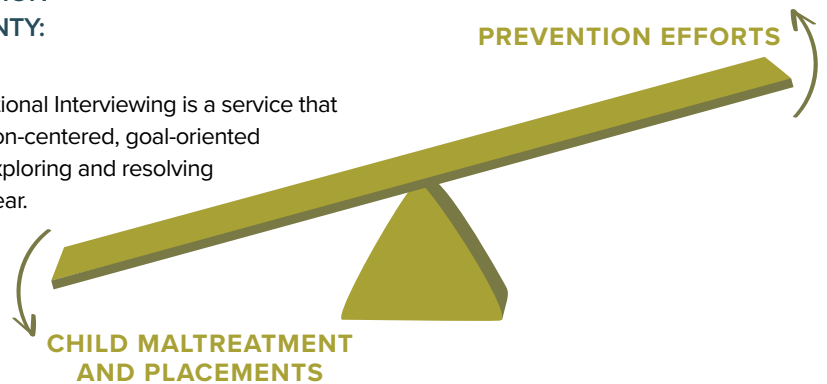 NTY:
PREVENTION EFFORTS
tional Interviewing is a service that
on-centered, goal-oriented
xploring and resolving
ear.
CHILD MALTREATMENT
AND PLACEMENTS